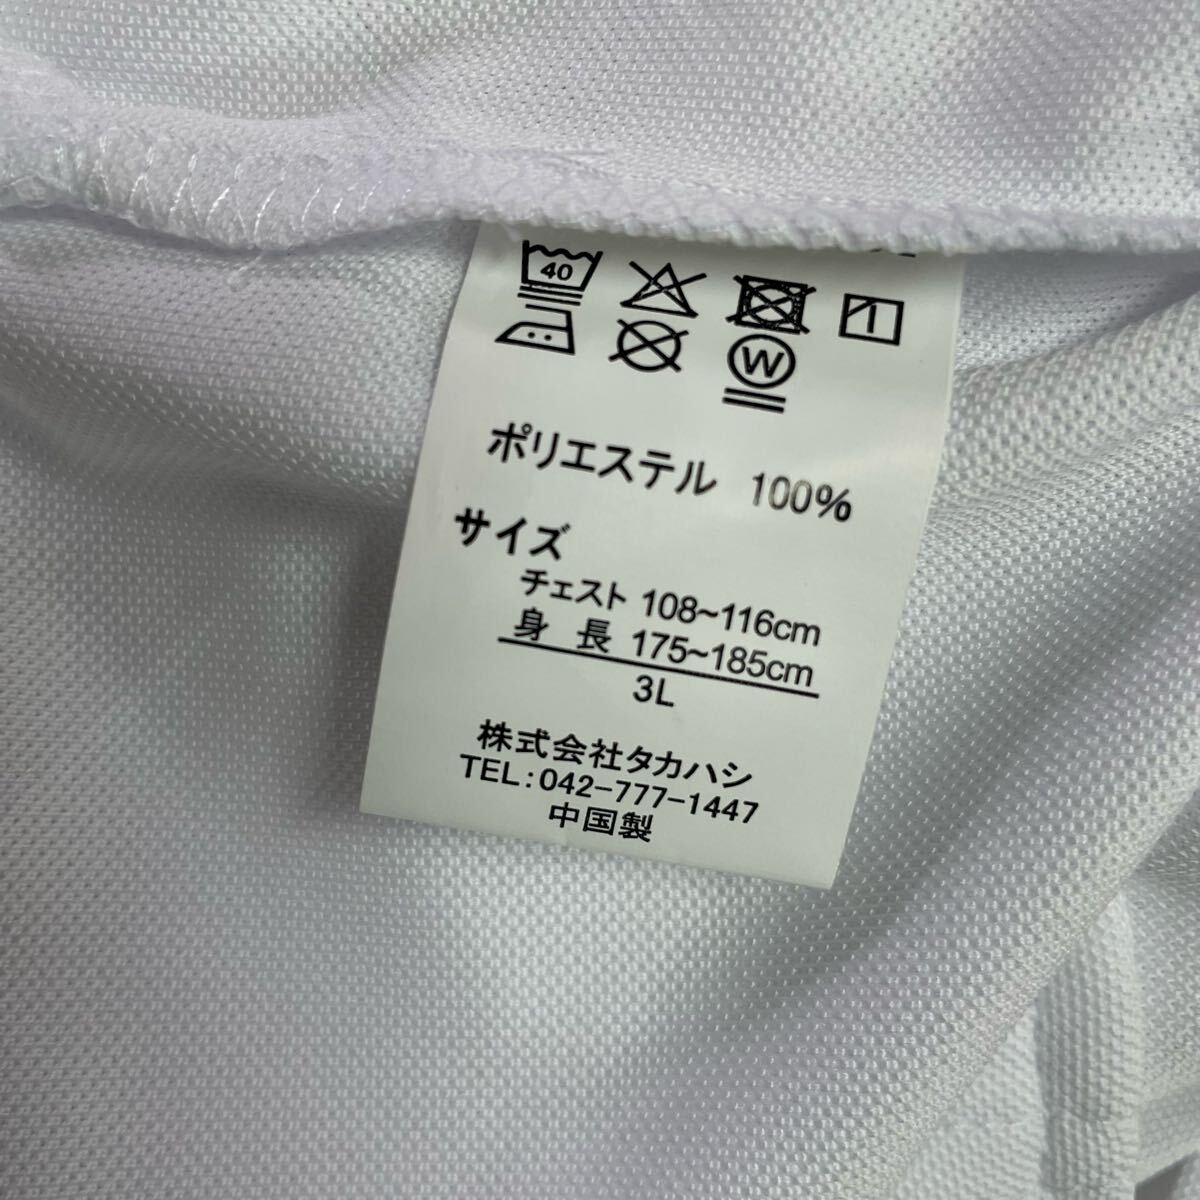 40
W
ポリエステル 100%
サイズ
チェスト 108~116cm
身 長 175~185cm
3L
株式会社タカハシ
TEL:042-777-1447
中国製